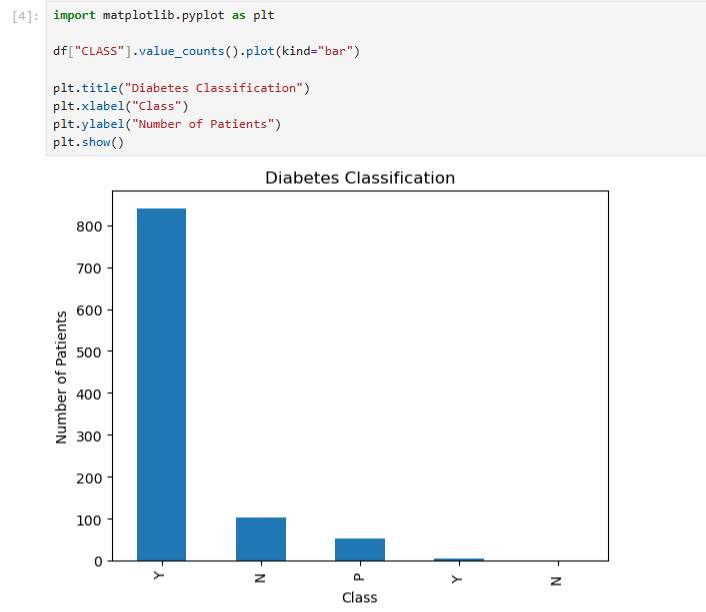 [4]:
import matplotlib.pyplot as plt
df["CLASS"].value_counts().plot(kind="bar")
plt.title("Diabetes Classification")
plt.xlabel("Class")
plt.ylabel("Number of Patients")
plt.show()
Diabetes Classification
Number of Patients
800
700
600
500
400
300
200
100
0
Y
N
P
Y
N
Class